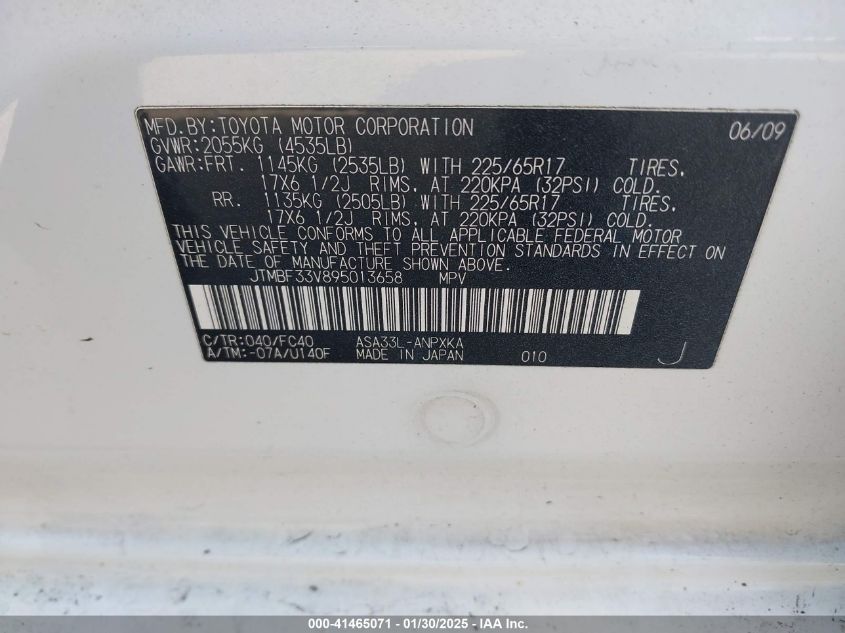 MFD.BY:TOYOTA MOTOR CORPORATION 06/09
GVWR:2055KG (4535LB)
GAWR:FRT. 1145KG (2535LB) WITH 225/65R17 TIRES,
17X6 1/2J RIMS, AT 220KPA (32PSI) COLD.
RR. 1135KG (2505LB) WITH 225/65R17 TIRES,
17X6 1/2J RIMS, AT 220KPA (32PSI) COLD.
THIS VEHICLE CONFORMS TO ALL APPLICABLE FEDERAL MOTOR
VEHICLE SAFETY AND THEFT PREVENTION STANDARDS IN EFFECT ON
THE DATE OF MANUFACTURE SHOWN ABOVE.
JTMBF33V895013658 MPV
C/TR:040/FC40 ASA33L-ANPXKA
A/TM:-07A/U140F MADE IN JAPAN 010 J
000-41465071 - 01/30/2025 - IAA Inc.